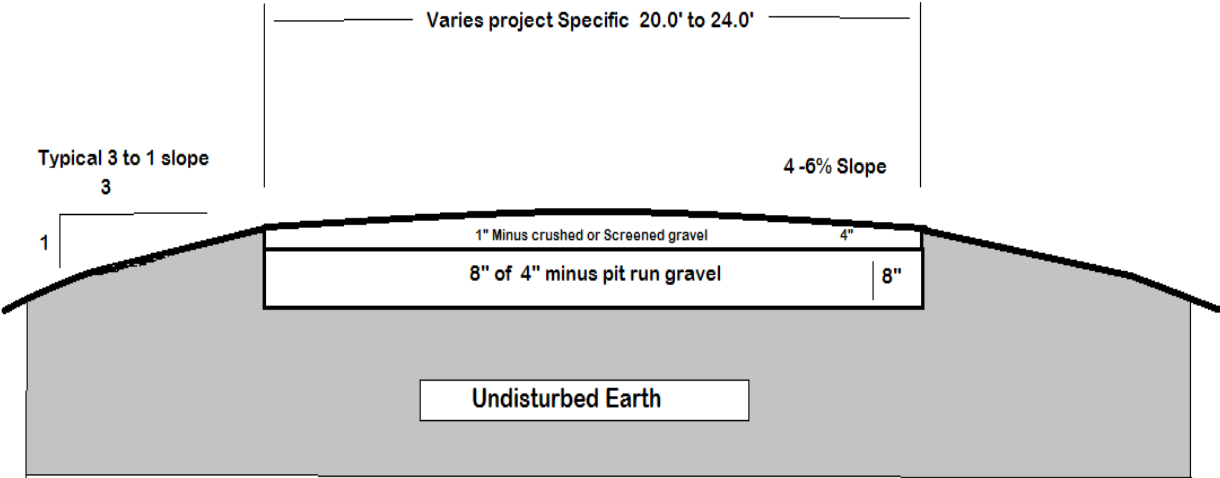 Varies project Specific 20.0' to 24.0'
Typical 3 to 1 slope
3
4 -6% Slope
1
1" Minus crushed or Screened gravel 4"
8" of 4" minus pit run gravel 8"
Undisturbed Earth